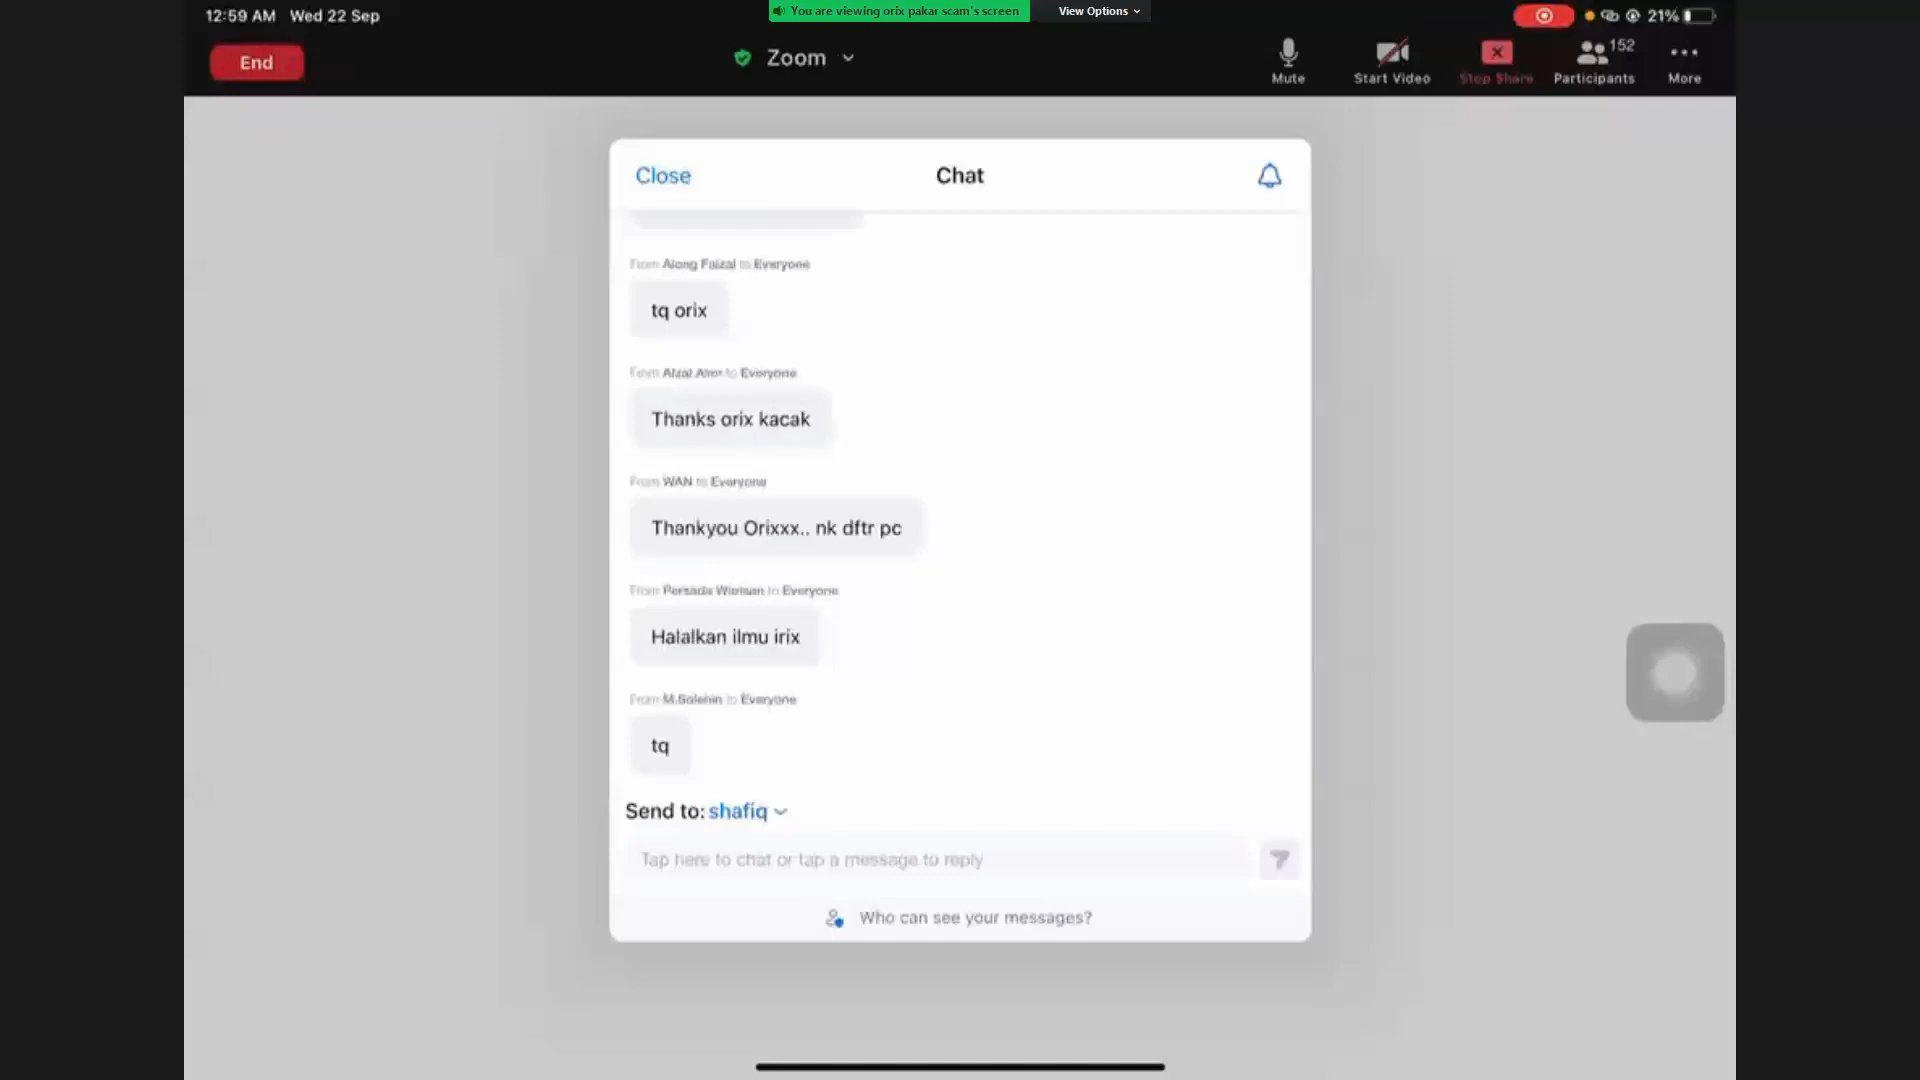 12:59 AM Wed 22 Sep
You are viewing orix pakar scam's screen
View Options
21%
End
Zoom
Mute
Start Video
Stop Share
152
Participants
More
Close
Chat
From Along Faizal to Everyone
tq orix
From to Everyone
Thanks orix kacak
From WAN to Everyone
Thankyou Orixxx.. nk dftr pc
From to Everyone
Halalkan ilmu irix
From M.Solehin to Everyone
tq
Send to: shafiq
Tap here to chat or tap a message to reply
Who can see your messages?